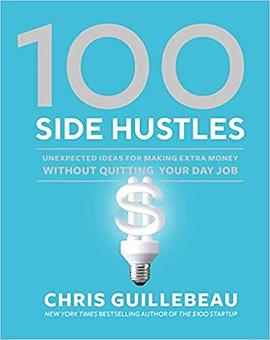 100
SIDE HUSTLES
UNEXPECTED IDEAS FOR MAKING EXTRA MONEY
WITHOUT QUITTING YOUR DAY JOB
$
CHRIS GUILLEBEAU
NEW YORK TIMES BESTSELLING AUTHOR OF THE $100 STARTUP